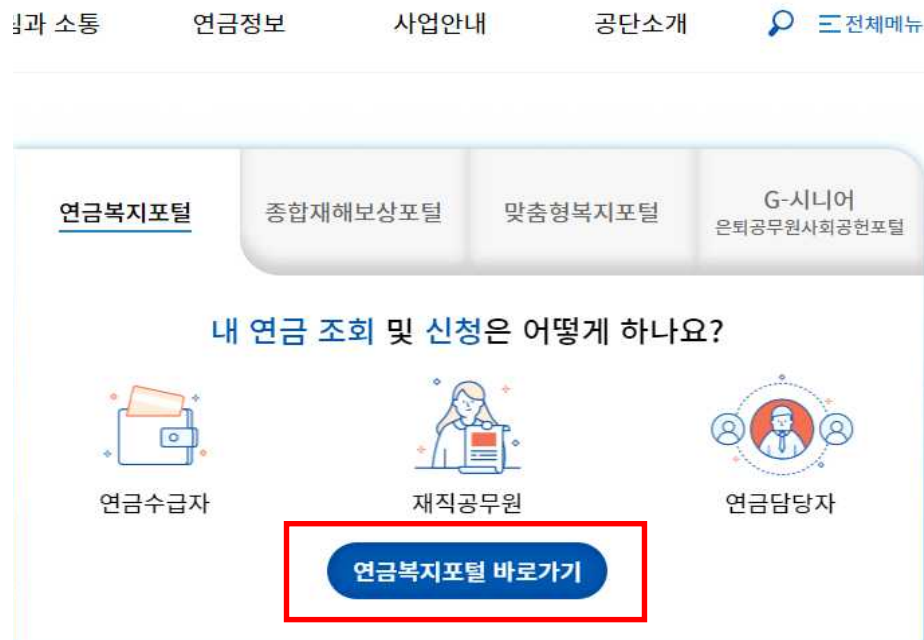 과 소통 연금정보 사업안내 공단소개 전체메뉴
연금복지포털 종합재해보상포털 맞춤형복지포털 G-시니어
은퇴공무원사회공헌포털
내 연금 조회 및 신청은 어떻게 하나요?
연금수급자 재직공무원 연금담당자
연금복지포털 바로가기